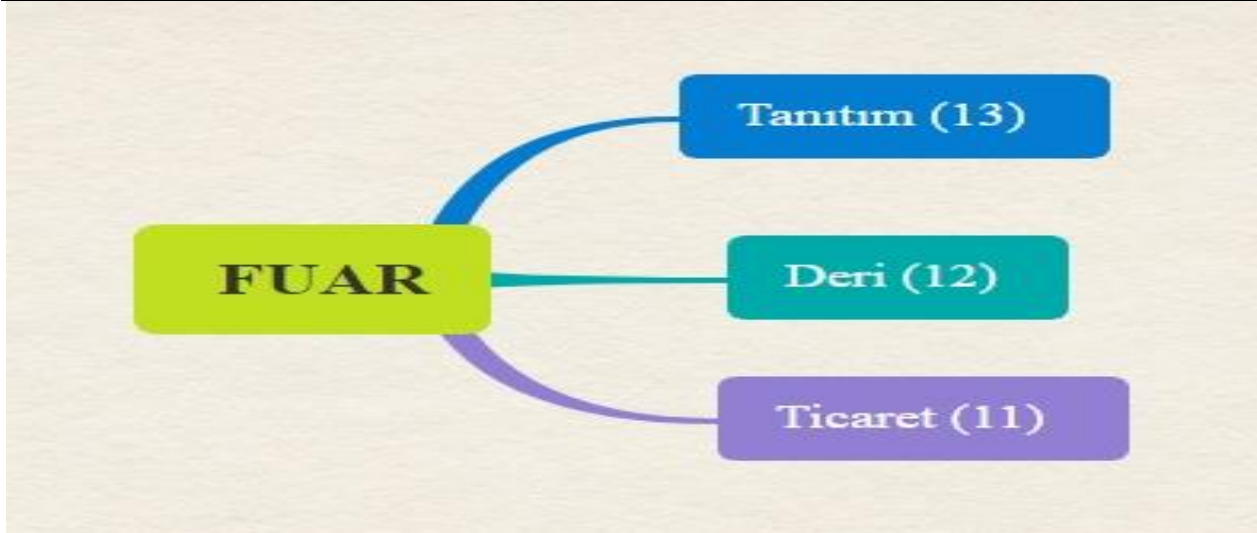 FUAR
Tanıtım (13)
Deri (12)
Ticaret (11)